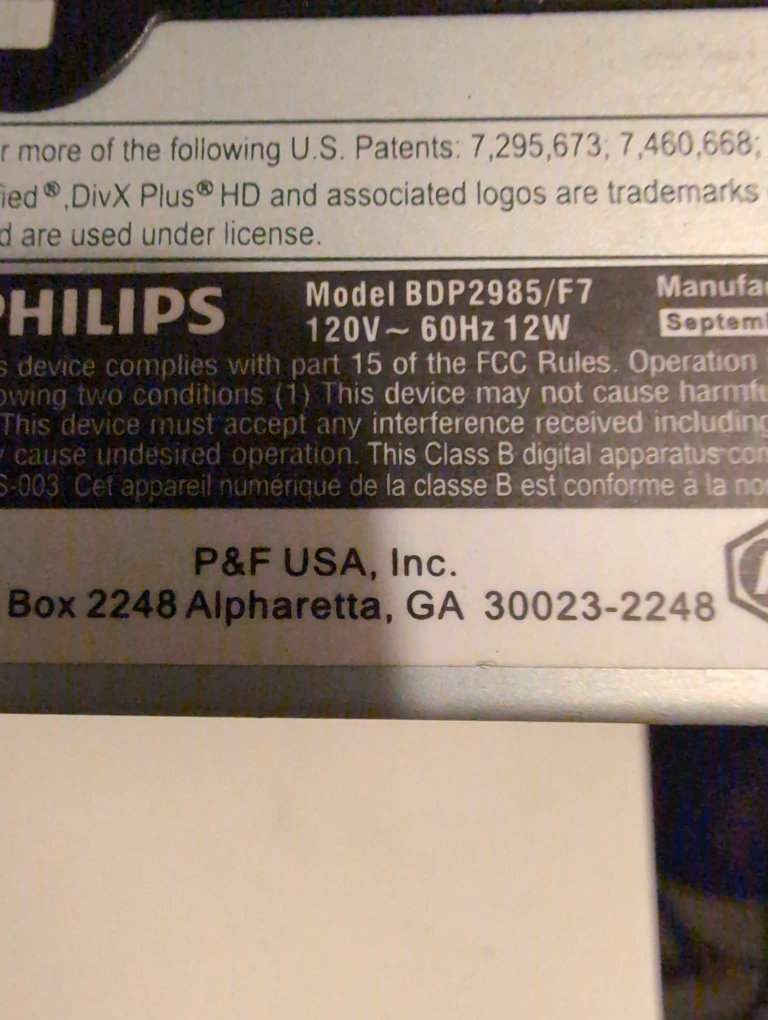 r more of the following U.S. Patents: 7,295,673; 7,460,668;
ied®,DivX Plus® HD and associated logos are trademarks
d are used under license.
PHILIPS Model BDP2985/F7 Manufac
120V~ 60Hz 12W Septemb
s device complies with part 15 of the FCC Rules. Operation
owing two conditions (1) This device may not cause harmfu
This device must accept any interference received including
y cause undesired operation. This Class B digital apparatus com
S-003. Cet appareil numérique de la classe B est conforme à la no
P&F USA, Inc.
Box 2248 Alpharetta, GA 30023-2248